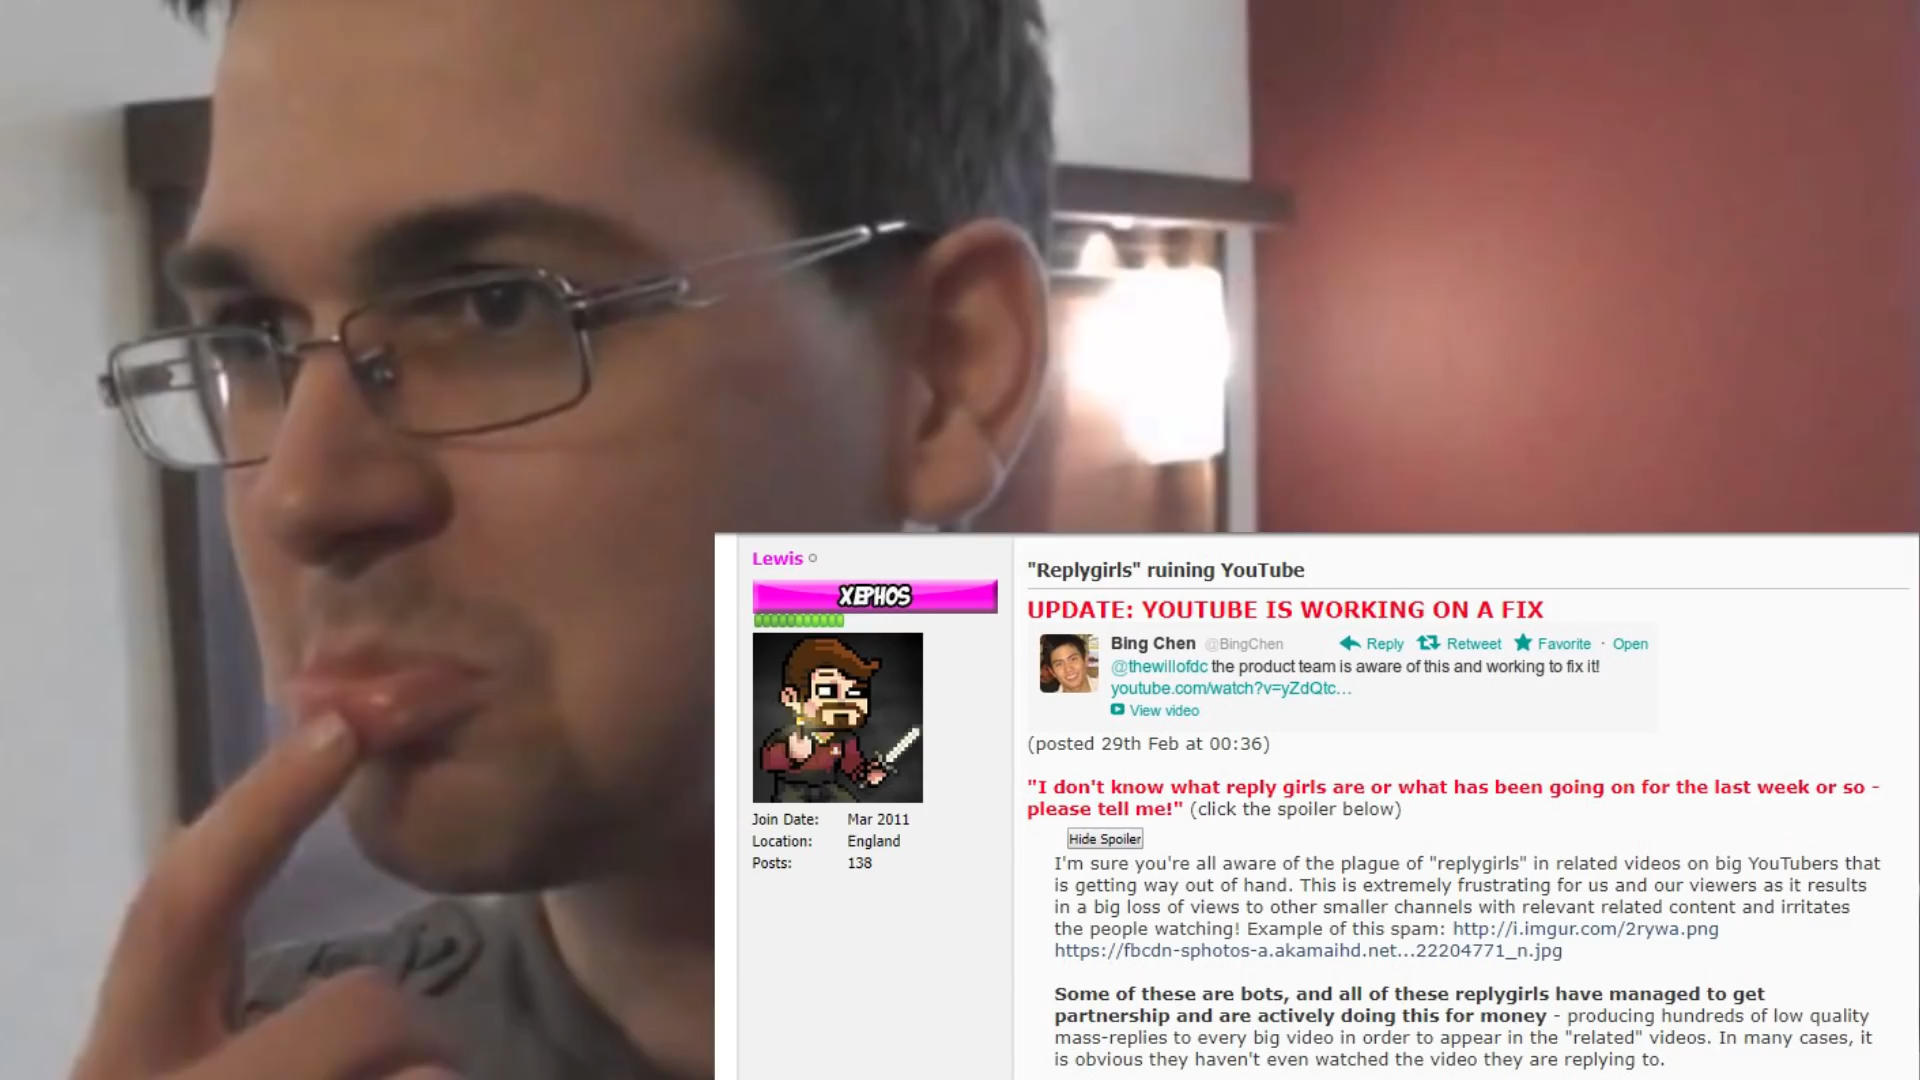 Lewis
XEPHOS
Join Date: Mar 2011
Location: England
Posts: 138
"Replygirls" ruining YouTube
UPDATE: YOUTUBE IS WORKING ON A FIX
Bing Chen @BingChen Reply Retweet Favorite · Open
@thewillofdc the product team is aware of this and working to fix it!
youtube.com/watch?v=yZdQtc...
View video
(posted 29th Feb at 00:36)
"I don't know what reply girls are or what has been going on for the last week or so -
please tell me!" (click the spoiler below)
Hide Spoiler
I'm sure you're all aware of the plague of "replygirls" in related videos on big YouTubers that
is getting way out of hand. This is extremely frustrating for us and our viewers as it results
in a big loss of views to other smaller channels with relevant related content and irritates
the people watching! Example of this spam: http://i.imgur.com/2rywa.png
https://fbcdn-sphotos-a.akamaihd.net...22204771_n.jpg
Some of these are bots, and all of these replygirls have managed to get
partnership and are actively doing this for money - producing hundreds of low quality
mass-replies to every big video in order to appear in the "related" videos. In many cases, it
is obvious they haven't even watched the video they are replying to.